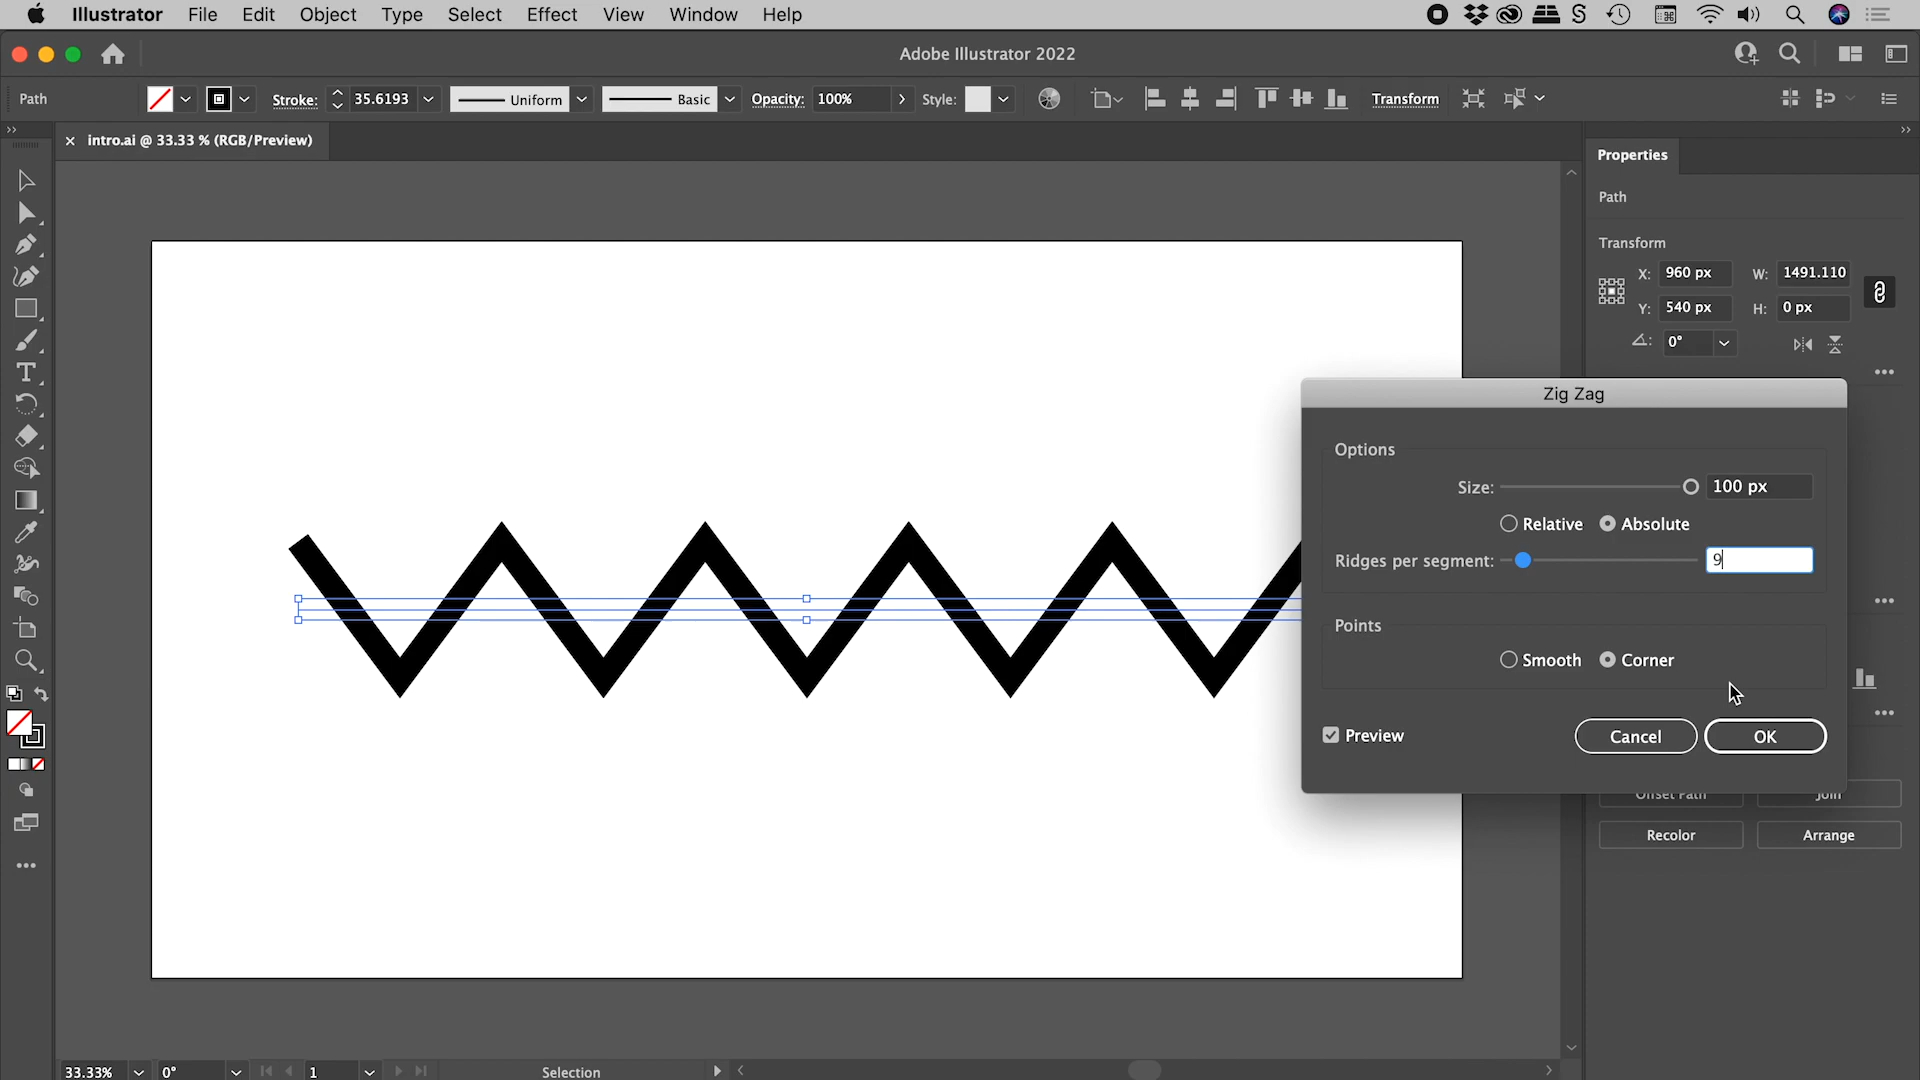 Illustrator File Edit Object Type Select Effect View Window Help
Adobe Illustrator 2022
Path Stroke: 35.6193 Uniform Basic Opacity: 100% Style: Transform
intro.ai @ 33.33 % (RGB/Preview)
Properties
Path
Transform
X: 960 px W: 1491.110
Y: 540 px H: 0 px
0°
Zig Zag
Options
Size: 100 px
Relative Absolute
Ridges per segment: 9
Points
Smooth Corner
Preview Cancel OK
Offset Path Join
Recolor Arrange
33.33% 0° 1 Selection